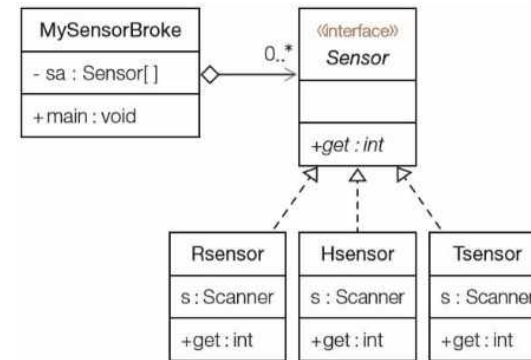 MySensorBroke
- sa : Sensor[ ]
+main : void
0..*
«interface»
Sensor
+get : int
Rsensor
s : Scanner
+get : int
Hsensor
s : Scanner
+get : int
Tsensor
s : Scanner
+get : int